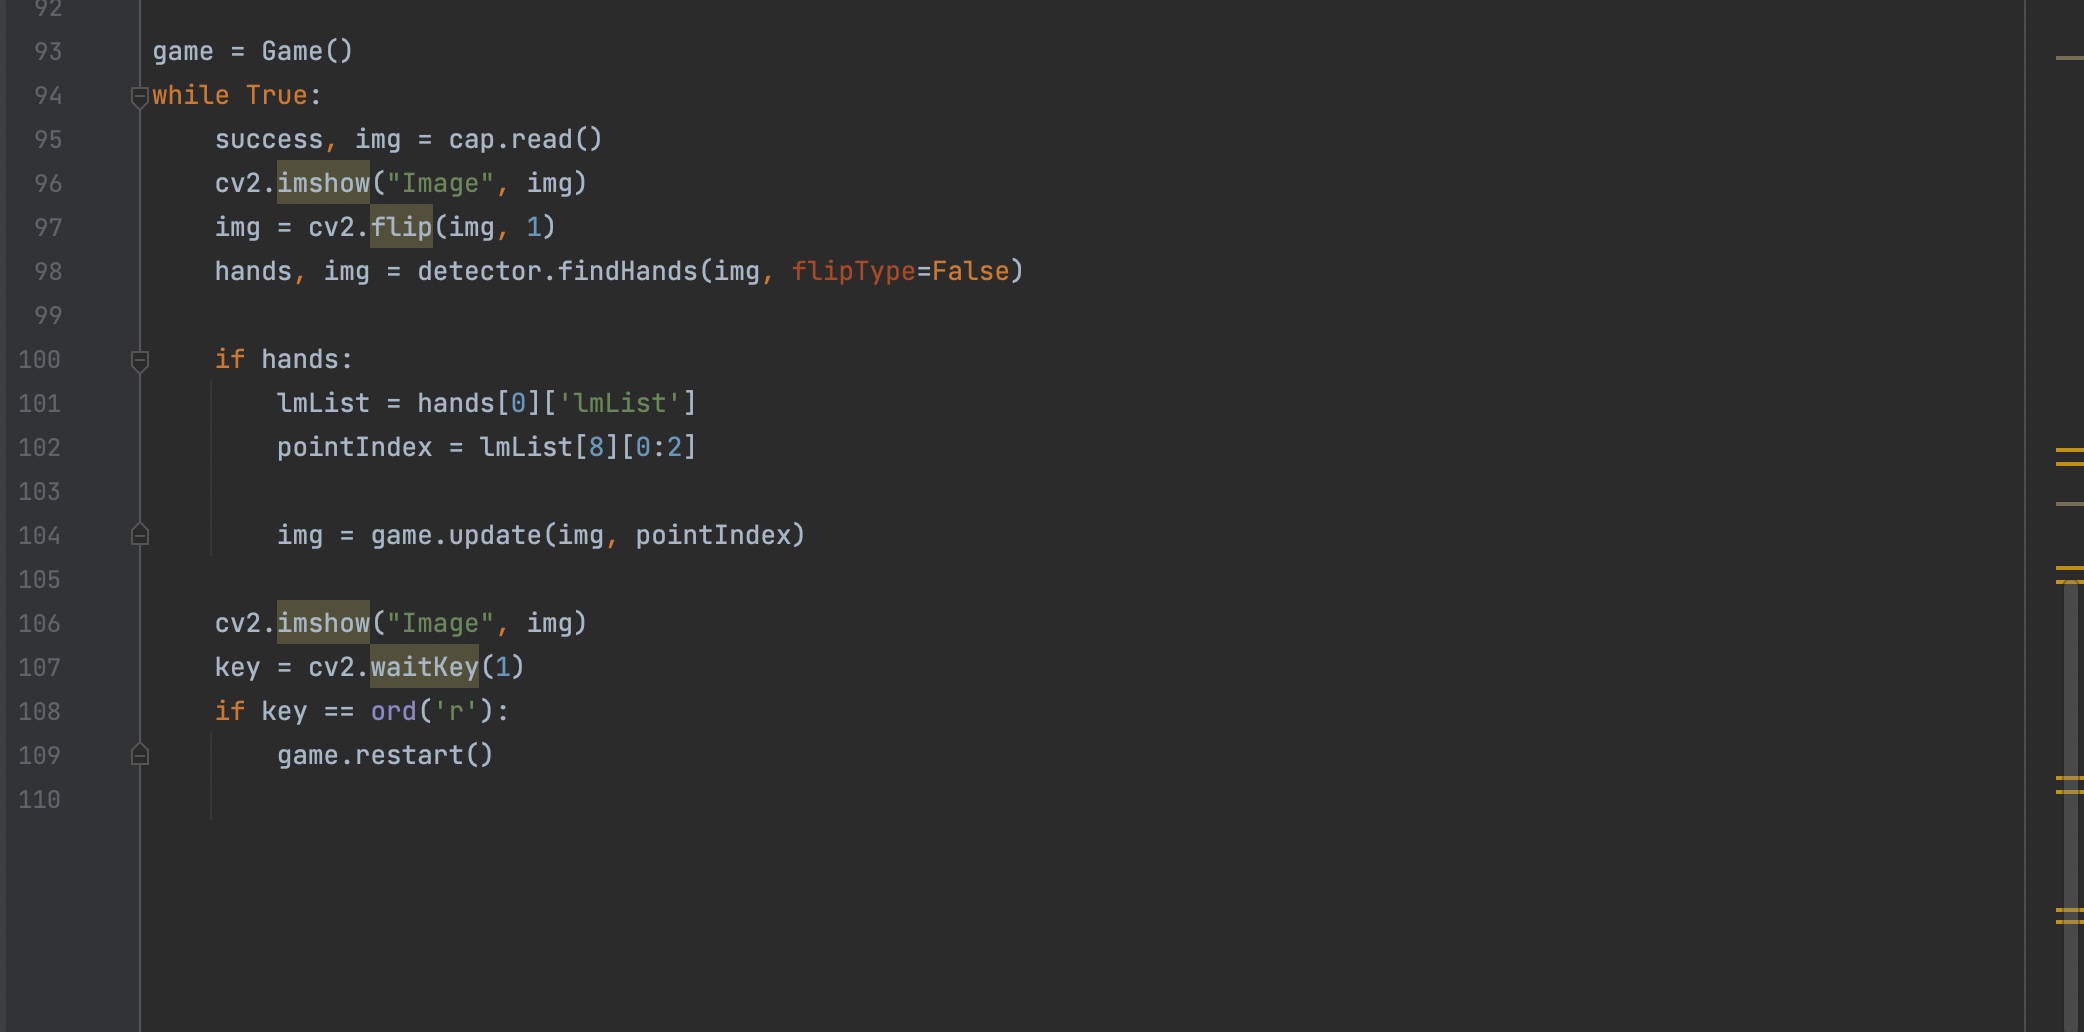 92
93 game = Game()
94 while True:
95     success, img = cap.read()
96     cv2.imshow("Image", img)
97     img = cv2.flip(img, 1)
98     hands, img = detector.findHands(img, flipType=False)
99
100     if hands:
101         lmList = hands[0]['lmList']
102         pointIndex = lmList[8][0:2]
103
104         img = game.update(img, pointIndex)
105
106     cv2.imshow("Image", img)
107     key = cv2.waitKey(1)
108     if key == ord('r'):
109         game.restart()
110